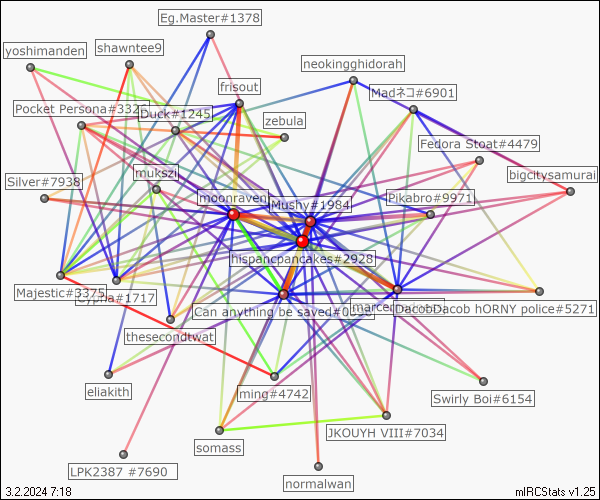 Eg.Master#1378
yoshimanden
shawntee9
neokingghidorah
frisout
Madネコ#6901
Pocket Persona#332
Duck#1245
zebula
Fedora Stoat#4479
mukszi
bigcitysamurai
Silver#7938
moonraven
Mushy#1984
Pikabro#9971
hispancpancakes#2928
Majestic#3375
#1717
Can anything be saved#0
DacobDacob hORNY police#5271
thesecondtwat
eliakith
ming#4742
Swirly Boi#6154
somass
JKOUYH VIII#7034
LPK2387 #7690
normalwan
3.2.2024 7:18
mIRCStats v1.25